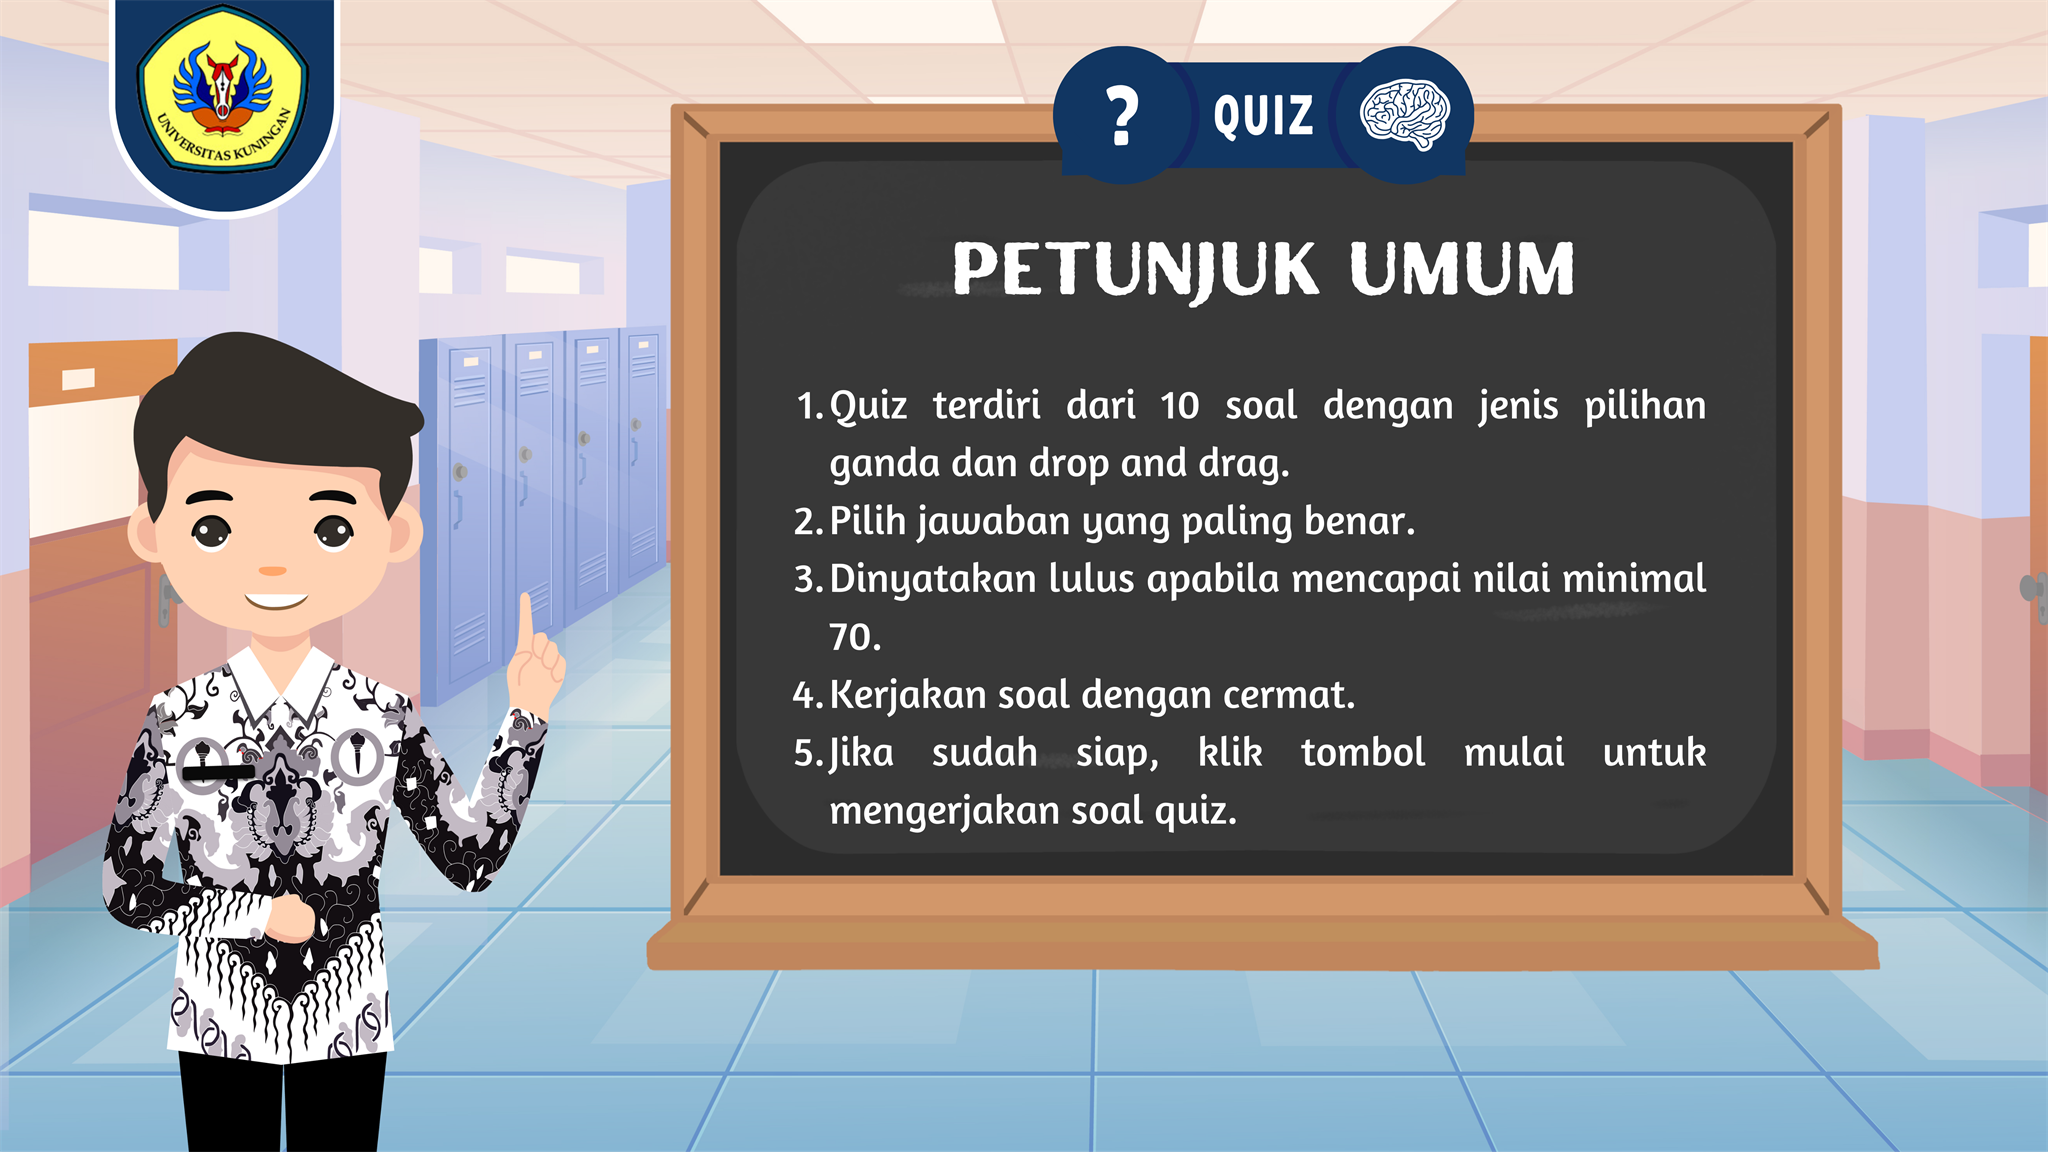 UNIVERSITAS KUNINGAN
? QUIZ
PETUNJUK UMUM
1. Quiz terdiri dari 10 soal dengan jenis pilihan
ganda dan drop and drag.
2. Pilih jawaban yang paling benar.
3. Dinyatakan lulus apabila mencapai nilai minimal
70.
4. Kerjakan soal dengan cermat.
5. Jika sudah siap, klik tombol mulai untuk
mengerjakan soal quiz.